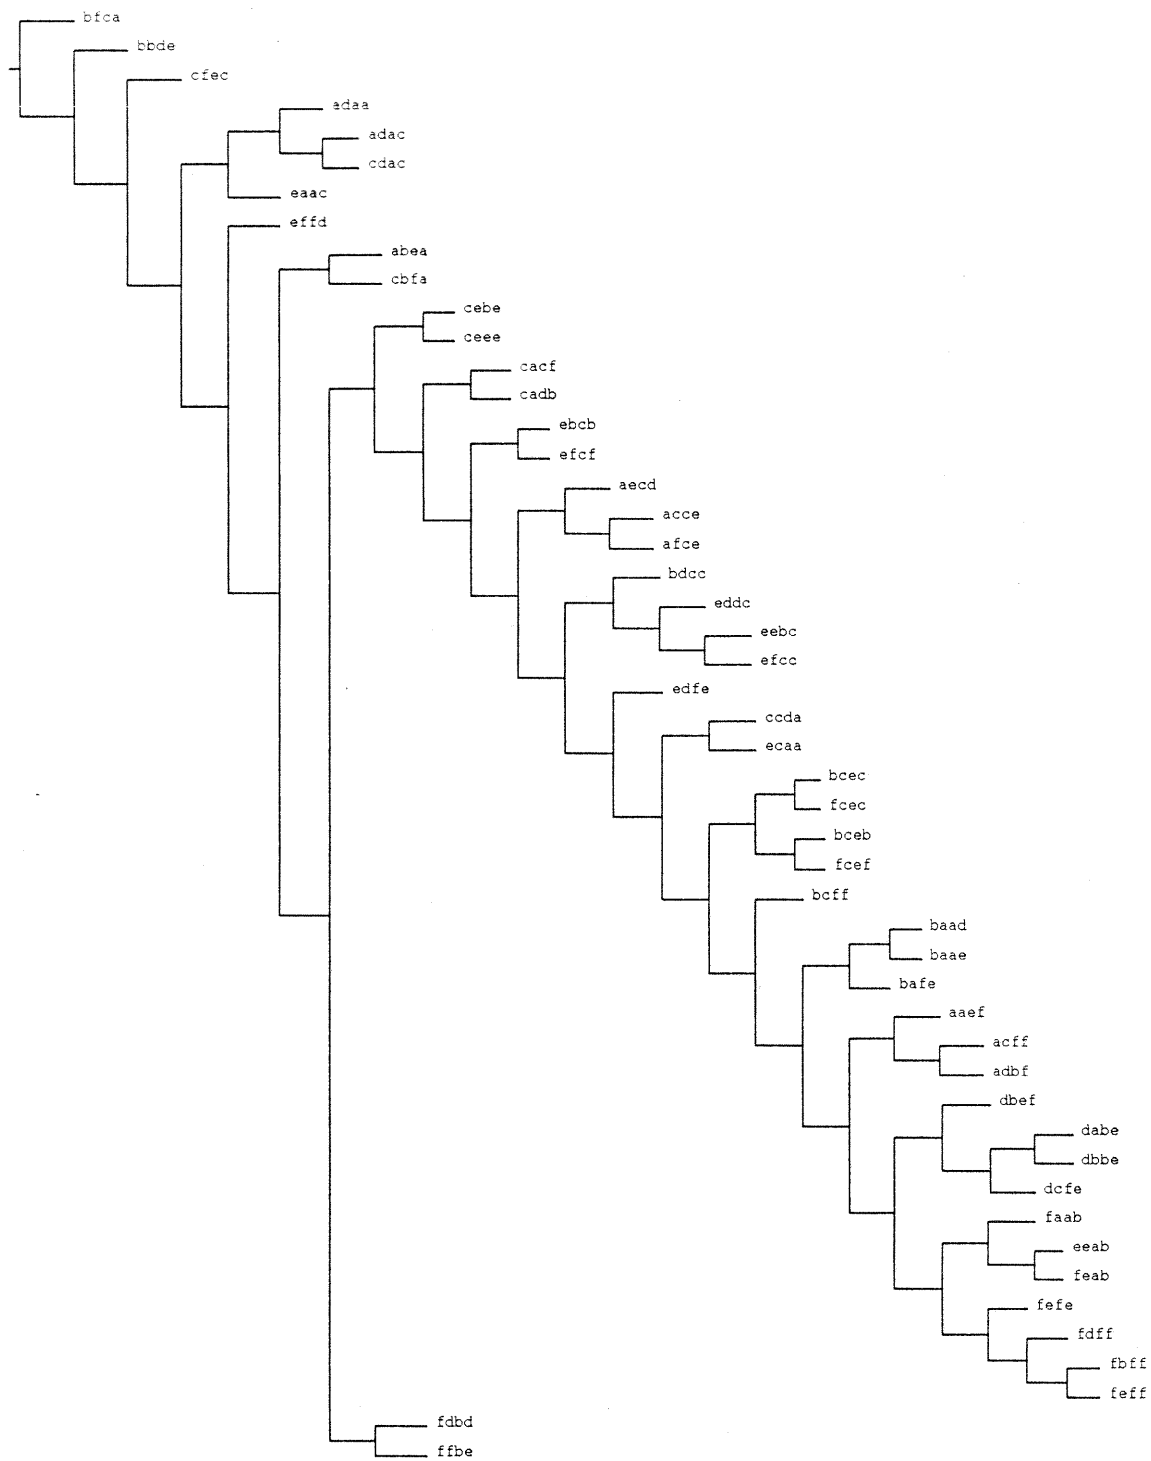 bfca
bbde
cfec
adaa
adac
cdac
eaac
effd
abea
cbfa
cebe
ceee
cacf
cadb
ebcb
efcf
aecd
acce
afce
bdcc
eddc
eebc
efcc
edfe
ccda
ecaa
bcec
fcec
bceb
fcef
bcff
baad
baae
bafe
aaef
acff
adbf
dbef
dabe
dbbe
dcfe
faab
eeab
feab
fefe
fdff
fbff
feff
fdbd
ffbe